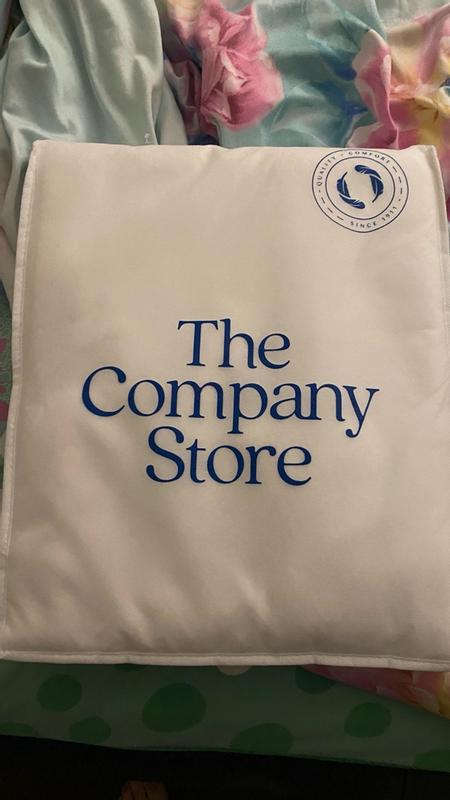 QUALITY · COMFORT
SINCE 1911
The
Company
Store